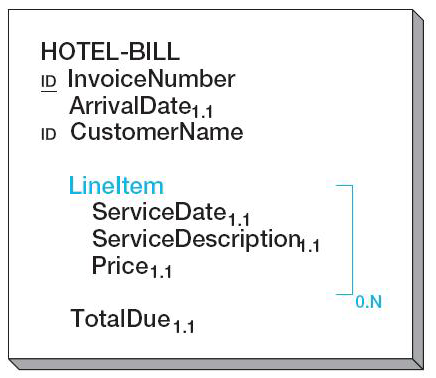 HOTEL-BILL
ID InvoiceNumber
ArrivalDate1.1
ID CustomerName
LineItem
ServiceDate1.1
ServiceDescription1.1
Price1.1
0.N
TotalDue1.1